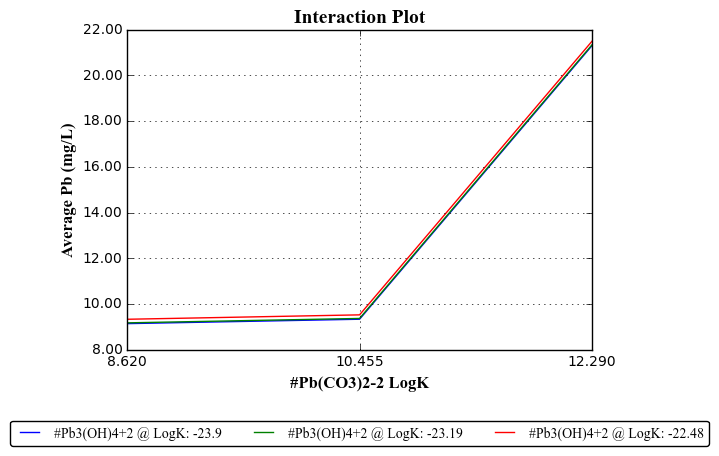 Interaction Plot
22.00
20.00
18.00
16.00
14.00
12.00
10.00
8.00
Average Pb (mg/L)
8.620 10.455 12.290
#Pb(CO3)2-2 LogK
#Pb3(OH)4+2 @ LogK: -23.9 #Pb3(OH)4+2 @ LogK: -23.19 #Pb3(OH)4+2 @ LogK: -22.48